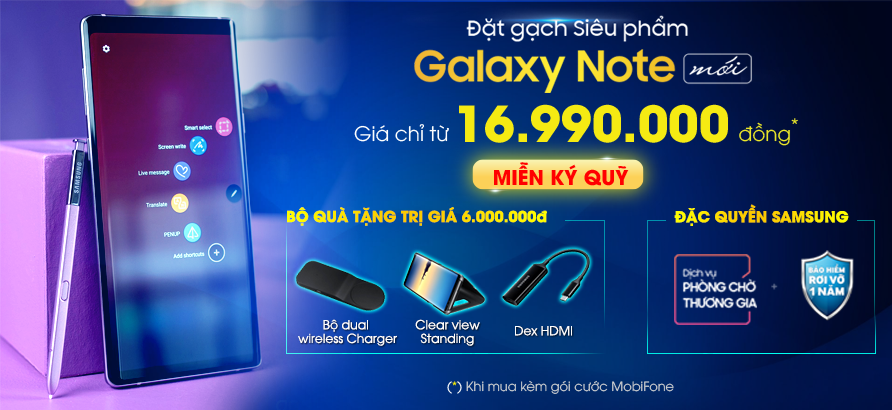 Đặt gạch Siêu phẩm
Galaxy Note mới
Giá chỉ từ 16.990.000 đồng*
MIỄN KÝ QUỸ
BỘ QUÀ TẶNG TRỊ GIÁ 6.000.000đ
Bộ dual
wireless Charger
Clear view
Standing
Dex HDMI
ĐẶC QUYỀN SAMSUNG
Dịch vụ
PHÒNG CHỜ
THƯƠNG GIA
+
BẢO HIỂM
RƠI VỠ
1 NĂM
(*) Khi mua kèm gói cước MobiFone
Smart select
Screen write
Live message
Translate
PENUP
Add shortcuts
SAMSUNG